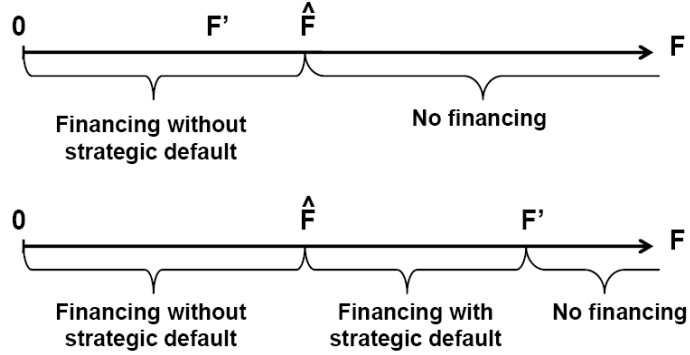 0 F’ F̂ F
Financing without
strategic default
No financing
0 F̂ F’ F
Financing without
strategic default
Financing with
strategic default
No financing